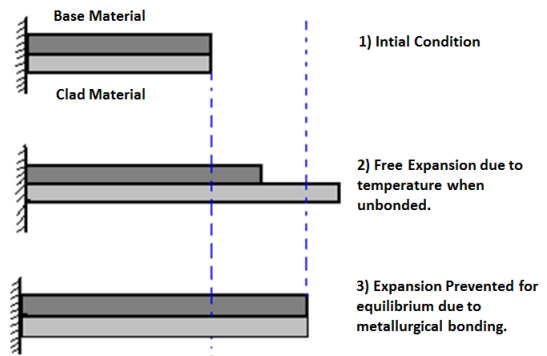 Base Material
1) Intial Condition
Clad Material
2) Free Expansion due to
temperature when
unbonded.
3) Expansion Prevented for
equilibrium due to
metallurgical bonding.